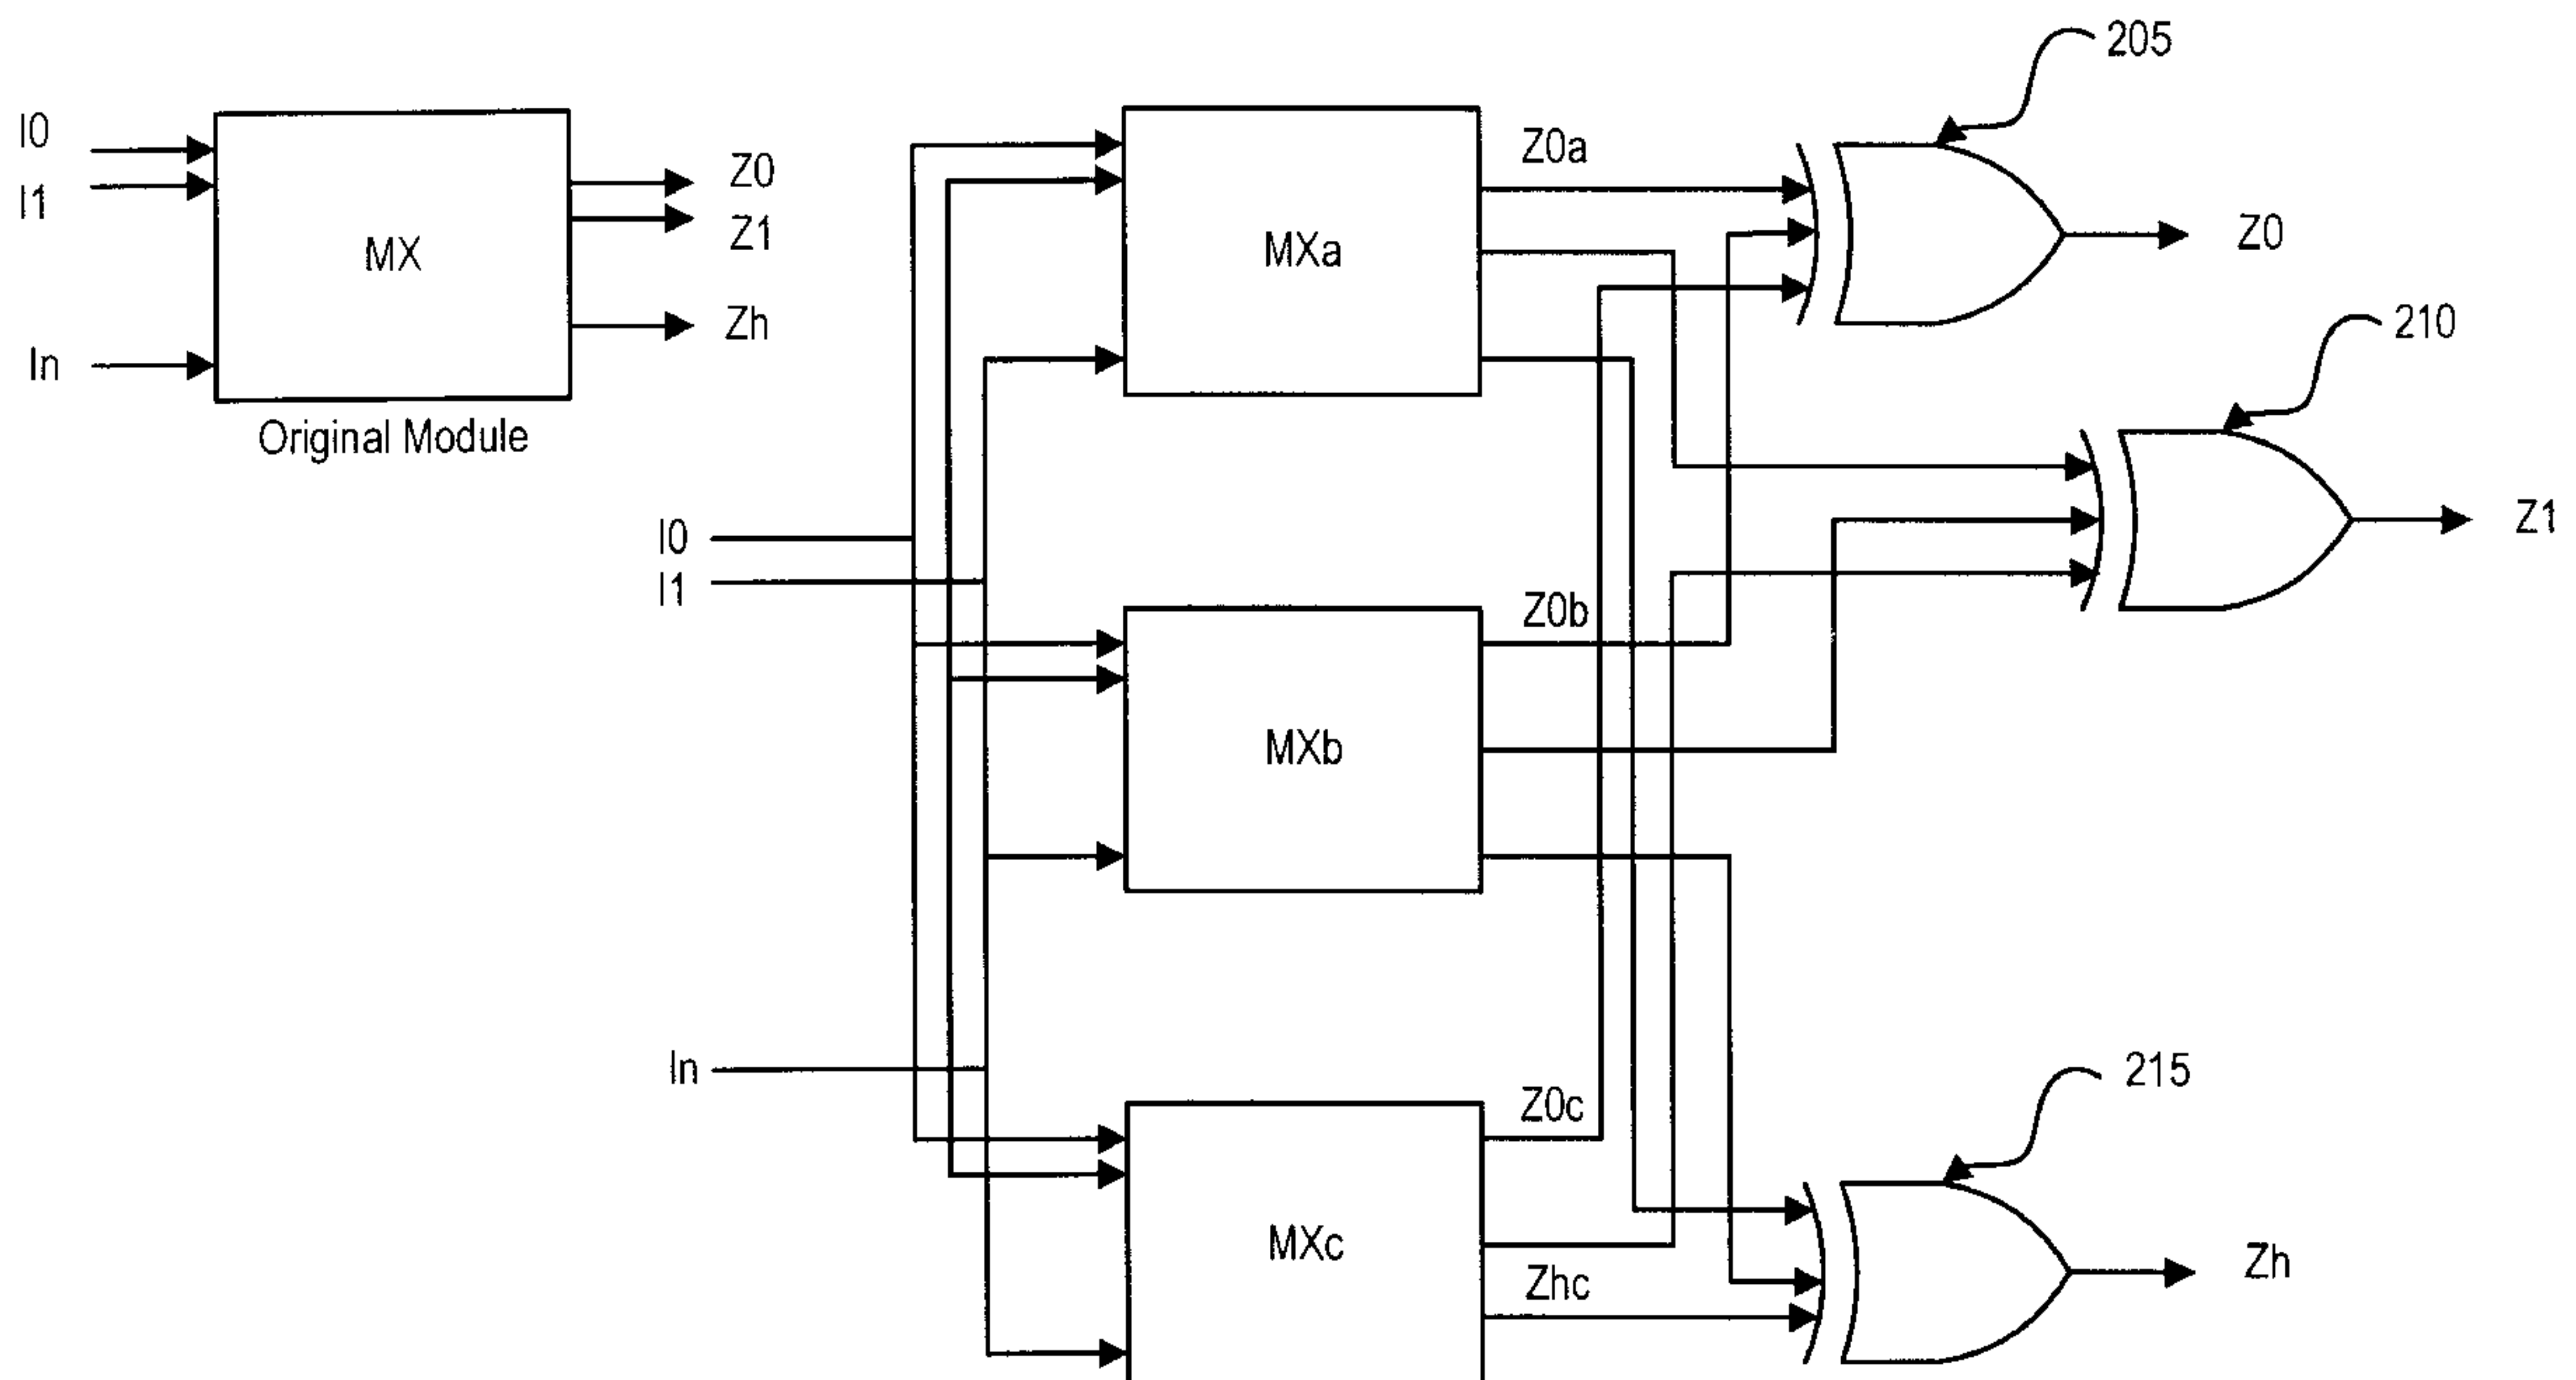 I0
I1
In
MX
Z0
Z1
Zh
Original Module
I0
I1
In
MXa
MXb
MXc
Z0a
Z0b
Z0c
Zhc
205
Z0
210
Z1
215
Zh